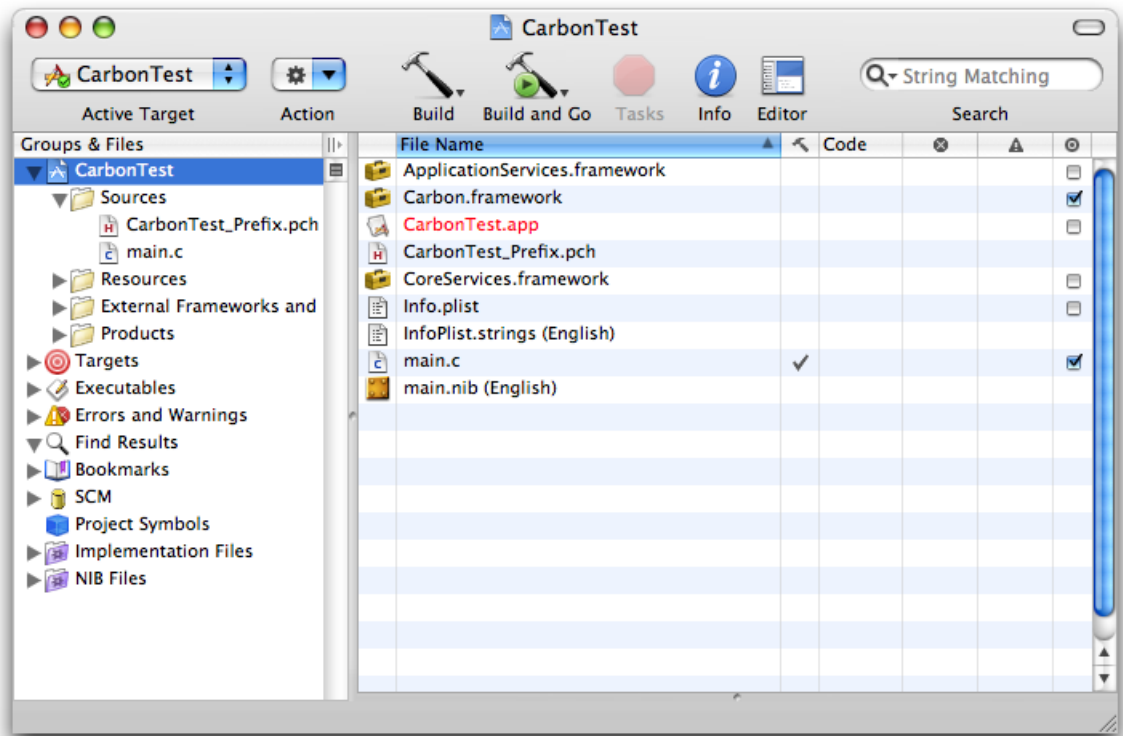 CarbonTest
CarbonTest
String Matching
Active Target Action Build Build and Go Tasks Info Editor Search
Groups & Files
CarbonTest
Sources
CarbonTest_Prefix.pch
main.c
Resources
External Frameworks and
Products
Targets
Executables
Errors and Warnings
Find Results
Bookmarks
SCM
Project Symbols
Implementation Files
NIB Files
File Name Code
ApplicationServices.framework
Carbon.framework
CarbonTest.app
CarbonTest_Prefix.pch
CoreServices.framework
Info.plist
InfoPlist.strings (English)
main.c
main.nib (English)